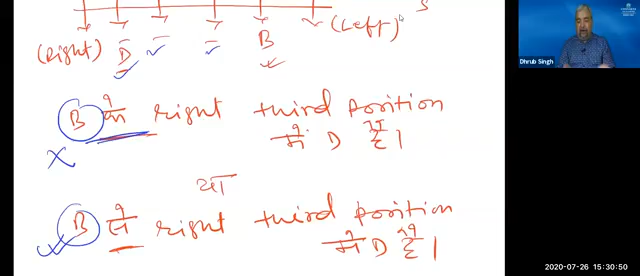 S
(Right) D B (Left)
B के right third position
में D है।
या
B से right third position
में D है।
Dhrub Singh
2020-07-26 15:30:50